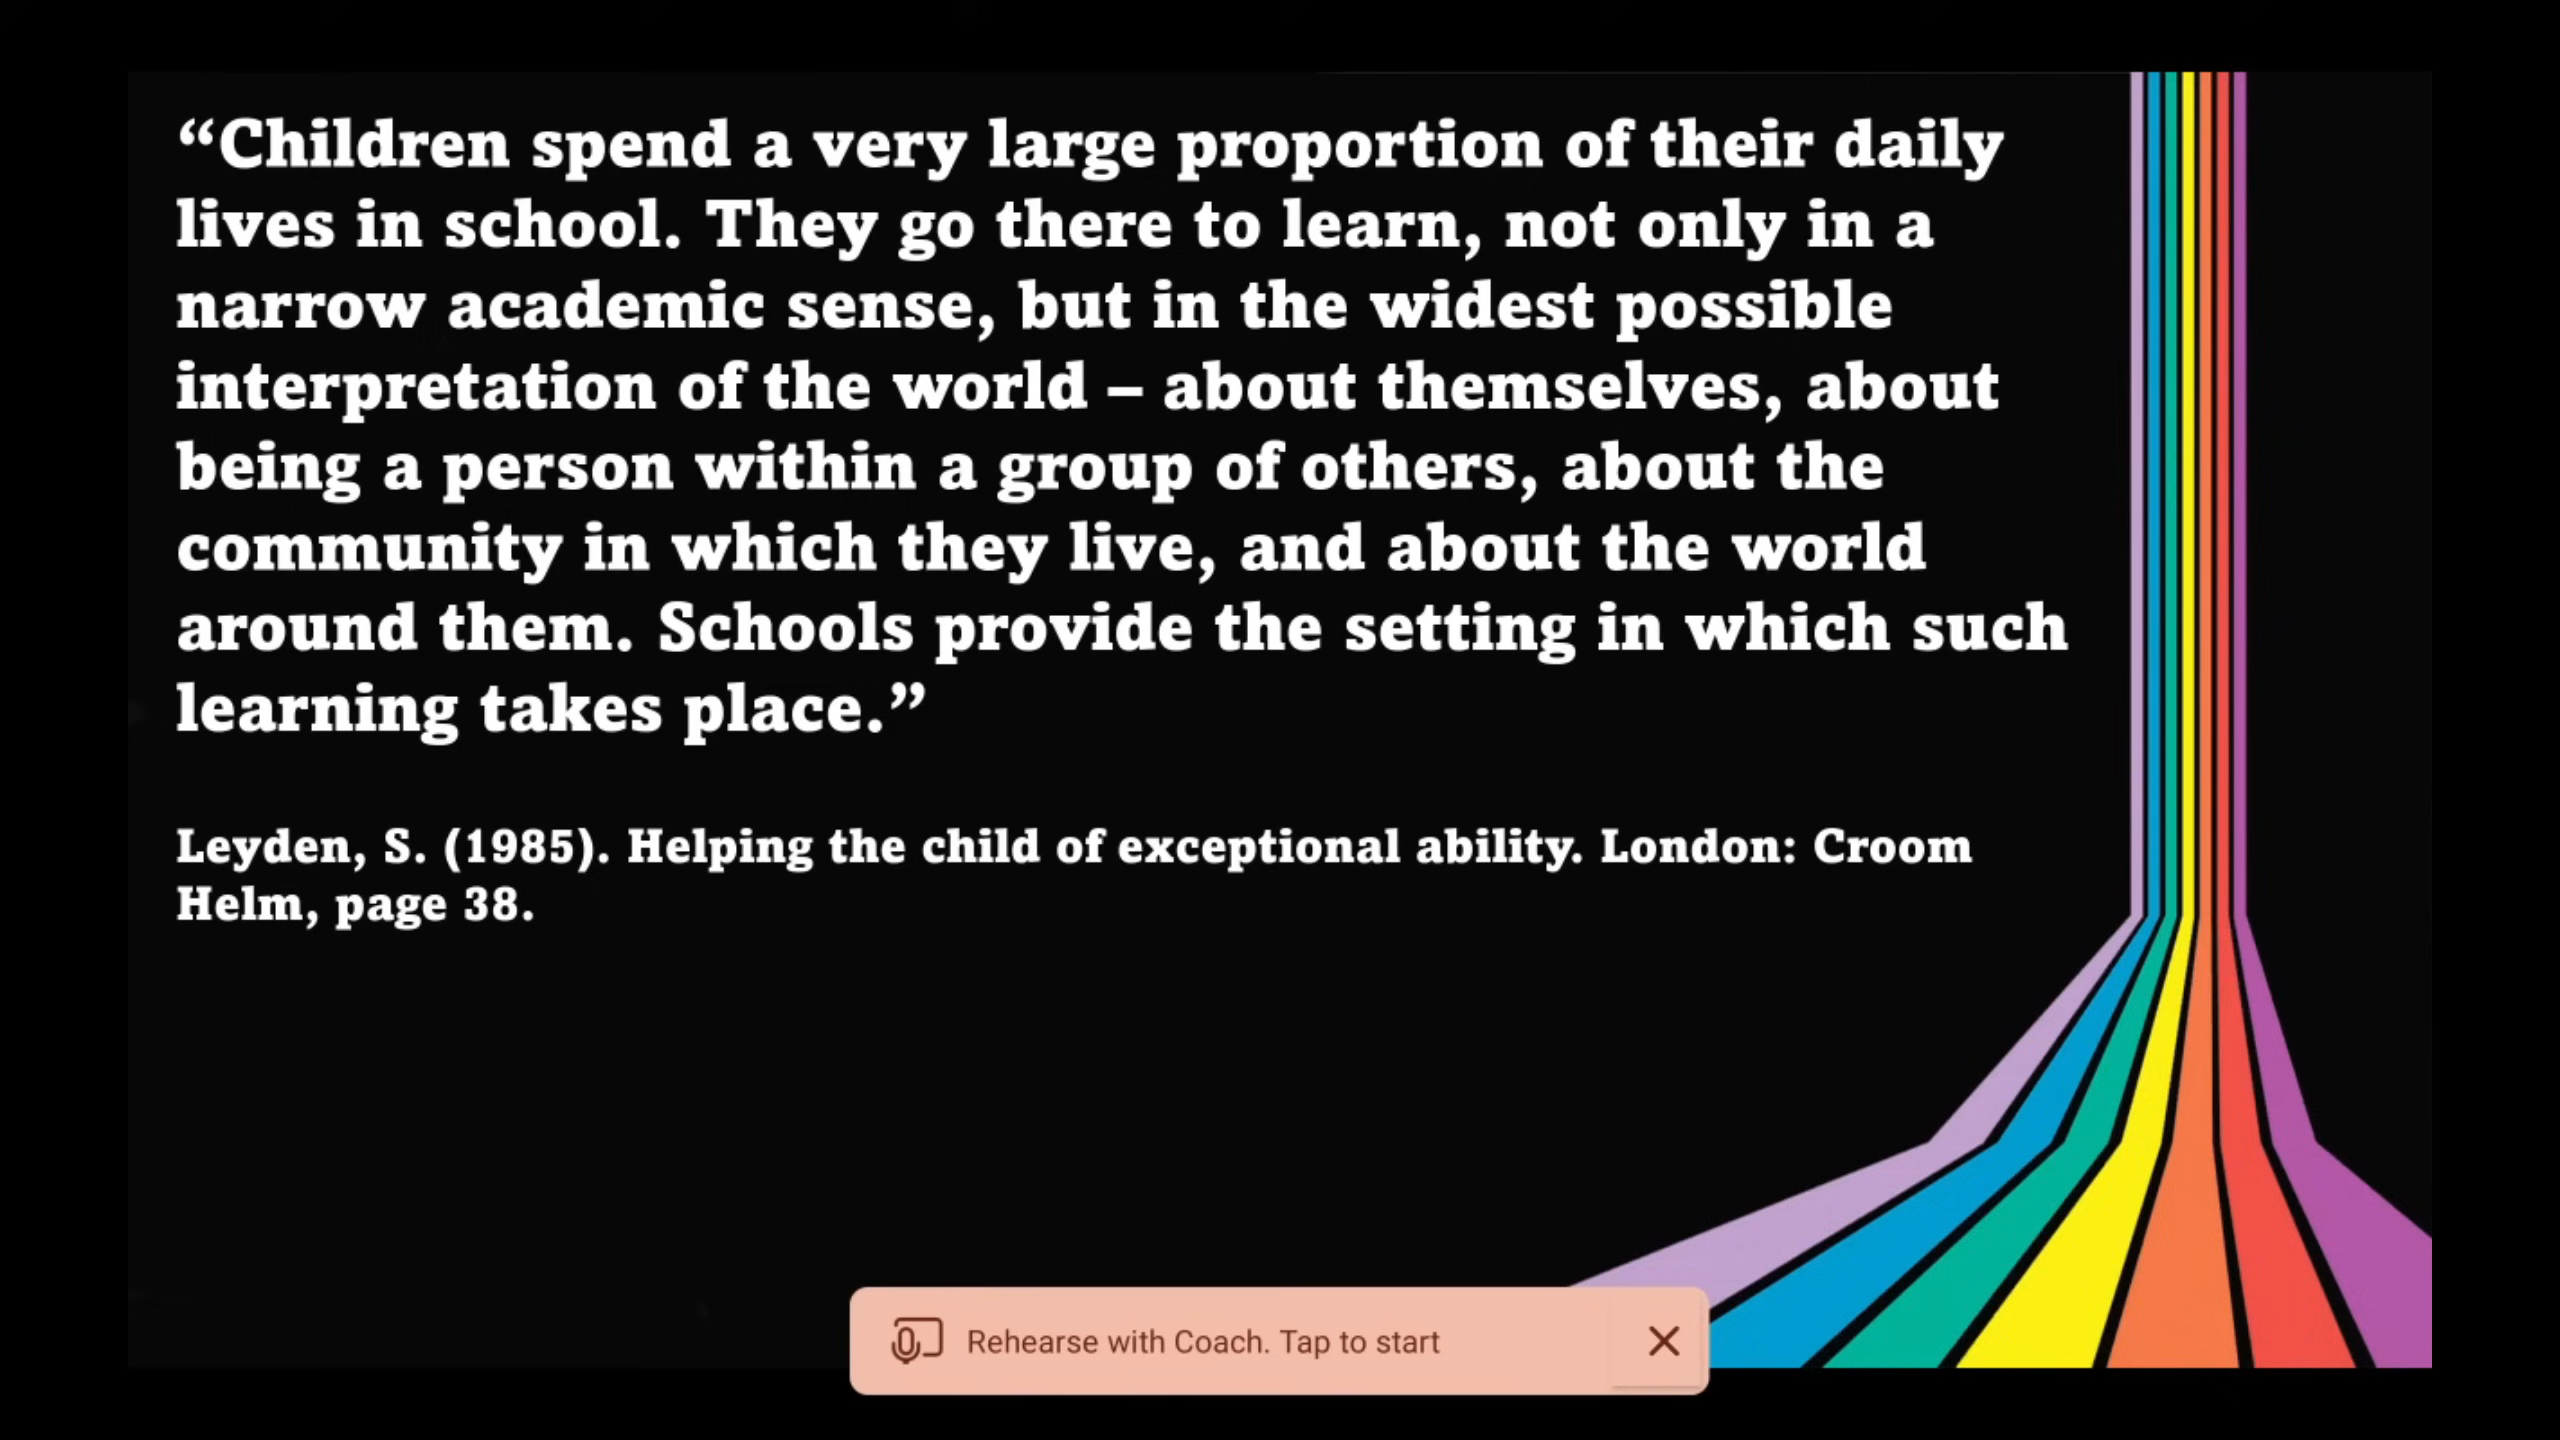 “Children spend a very large proportion of their daily
lives in school. They go there to learn, not only in a
narrow academic sense, but in the widest possible
interpretation of the world – about themselves, about
being a person within a group of others, about the
community in which they live, and about the world
around them. Schools provide the setting in which such
learning takes place.”
Leyden, S. (1985). Helping the child of exceptional ability. London: Croom
Helm, page 38.
Rehearse with Coach. Tap to start